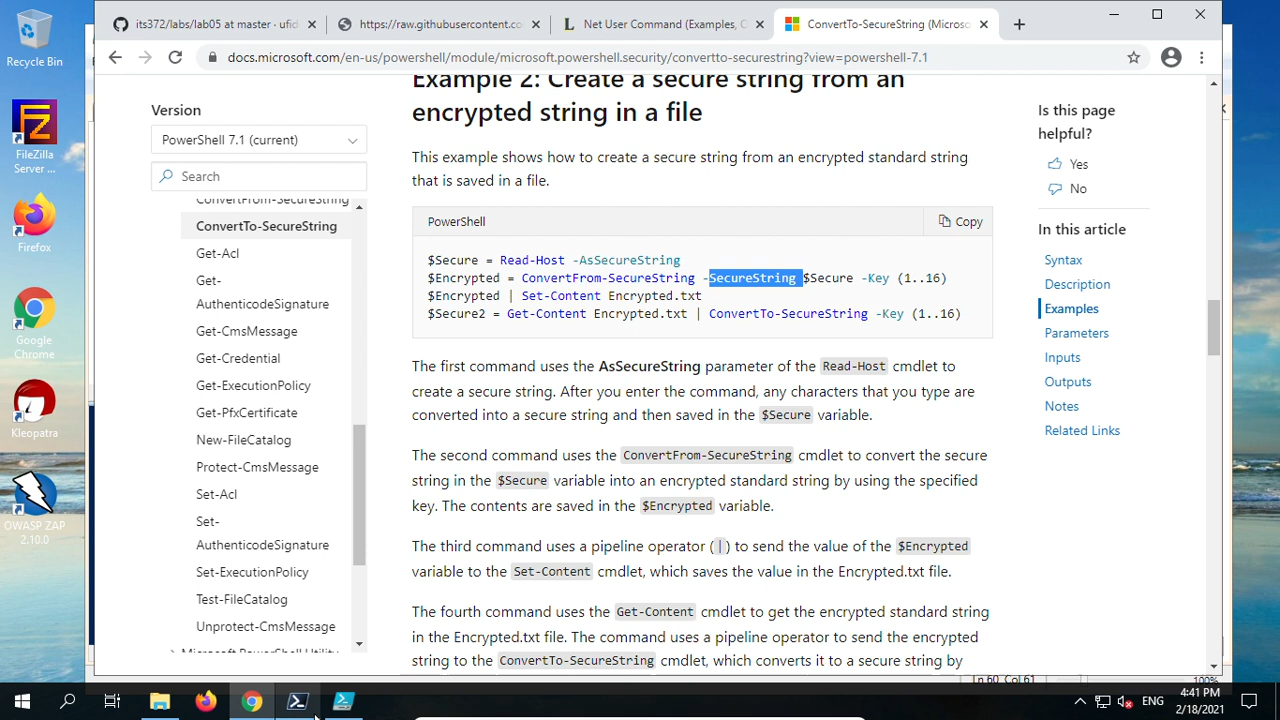 its372/labs/lab05 at master · ufid
https://raw.githubusercontent.co
Net User Command (Examples, O
ConvertTo-SecureString (Microso
docs.microsoft.com/en-us/powershell/module/microsoft.powershell.security/convertto-securestring?view=powershell-7.1
Recycle Bin
FileZilla
Server ...
Firefox
Google
Chrome
Kleopatra
OWASP ZAP
2.10.0
Version
PowerShell 7.1 (current)
Search
ConvertFrom-SecureString
ConvertTo-SecureString
Get-Acl
Get-
AuthenticodeSignature
Get-CmsMessage
Get-Credential
Get-ExecutionPolicy
Get-PfxCertificate
New-FileCatalog
Protect-CmsMessage
Set-Acl
Set-
AuthenticodeSignature
Set-ExecutionPolicy
Test-FileCatalog
Unprotect-CmsMessage
Microsoft.PowerShell.Utility
Example 2: Create a secure string from an
encrypted string in a file
This example shows how to create a secure string from an encrypted standard string
that is saved in a file.
PowerShell
Copy
$Secure = Read-Host -AsSecureString
$Encrypted = ConvertFrom-SecureString -SecureString $Secure -Key (1..16)
$Encrypted | Set-Content Encrypted.txt
$Secure2 = Get-Content Encrypted.txt | ConvertTo-SecureString -Key (1..16)
The first command uses the AsSecureString parameter of the Read-Host cmdlet to
create a secure string. After you enter the command, any characters that you type are
converted into a secure string and then saved in the $Secure variable.
The second command uses the ConvertFrom-SecureString cmdlet to convert the secure
string in the $Secure variable into an encrypted standard string by using the specified
key. The contents are saved in the $Encrypted variable.
The third command uses a pipeline operator (|) to send the value of the $Encrypted
variable to the Set-Content cmdlet, which saves the value in the Encrypted.txt file.
The fourth command uses the Get-Content cmdlet to get the encrypted standard string
in the Encrypted.txt file. The command uses a pipeline operator to send the encrypted
string to the ConvertTo-SecureString cmdlet, which converts it to a secure string by
Is this page
helpful?
Yes
No
In this article
Syntax
Description
Examples
Parameters
Inputs
Outputs
Notes
Related Links
Ln 60 Col 61
100%
ENG
4:41 PM
2/18/2021